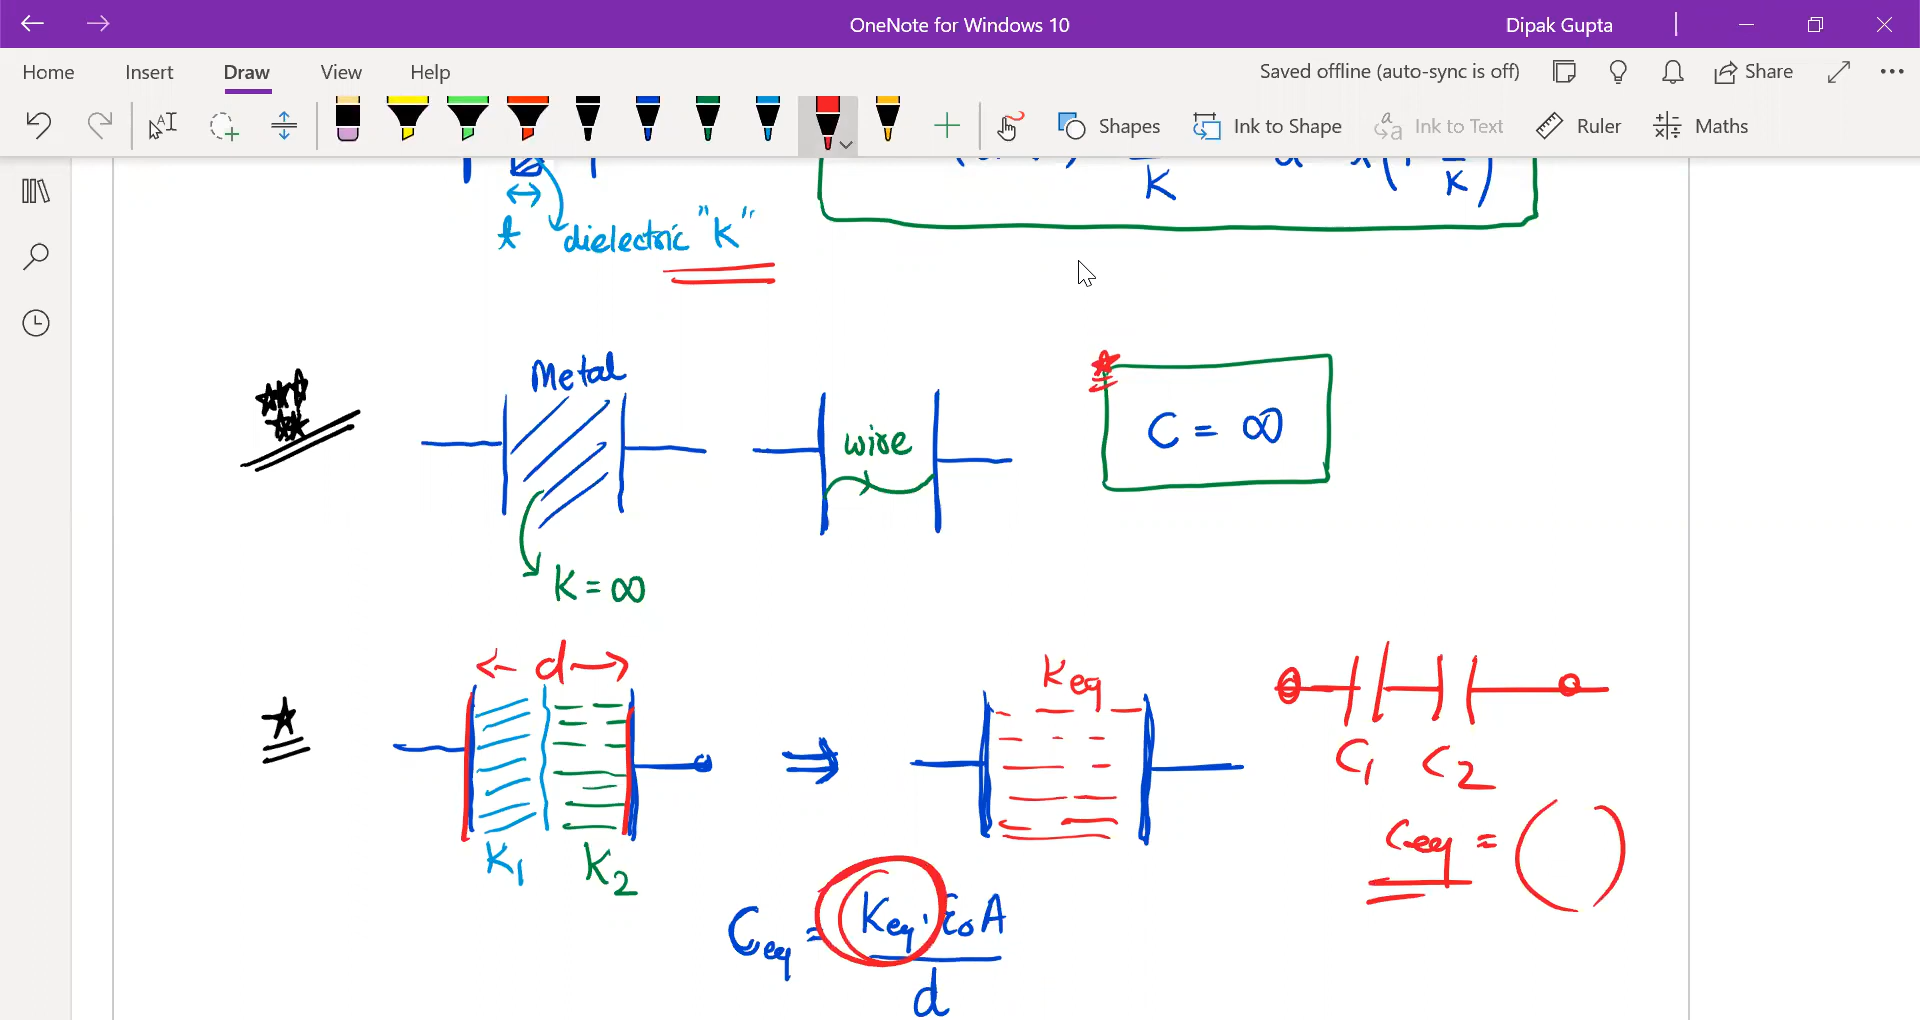 OneNote for Windows 10
Dipak Gupta
Home Insert Draw View Help
Saved offline (auto-sync is off)
Share
Shapes
Ink to Shape
Ink to Text
Ruler
Maths
K
K
t dielectric "K"
Metal
wire
C = ∞
K = ∞
d
Keq
K1
K2
C1 C2
Ceq = ( )
Ceq = Keq · ε0 A
d